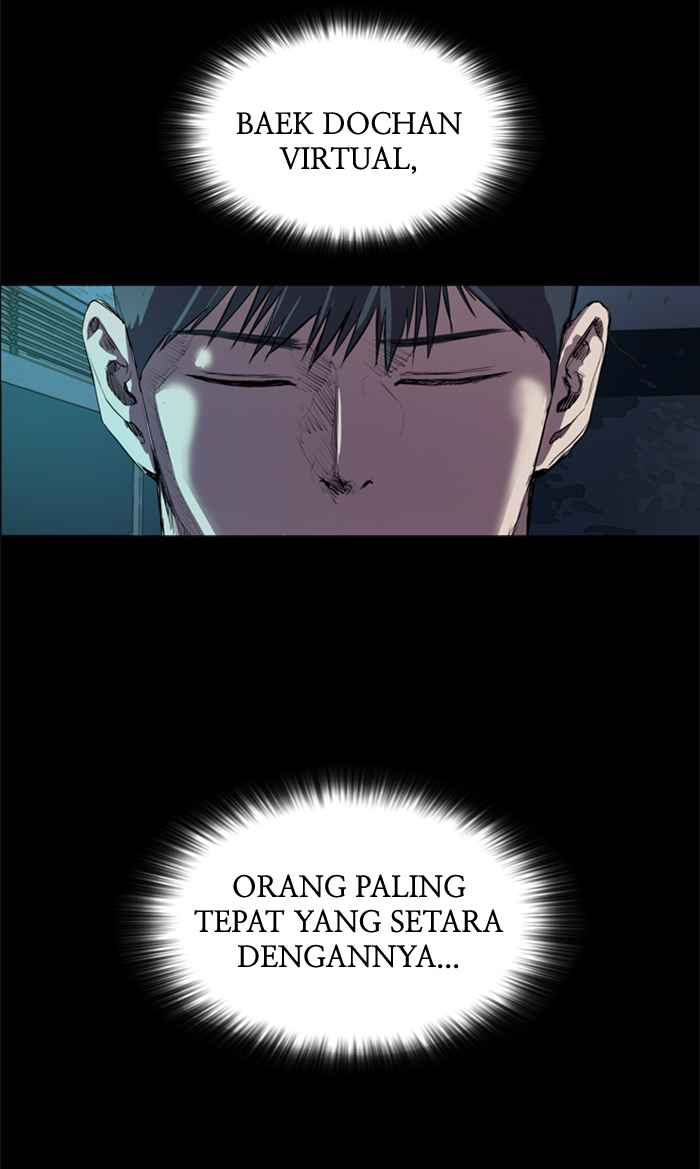 BAEK DOCHAN
VIRTUAL,
ORANG PALING
TEPAT YANG SETARA
DENGANNYA...